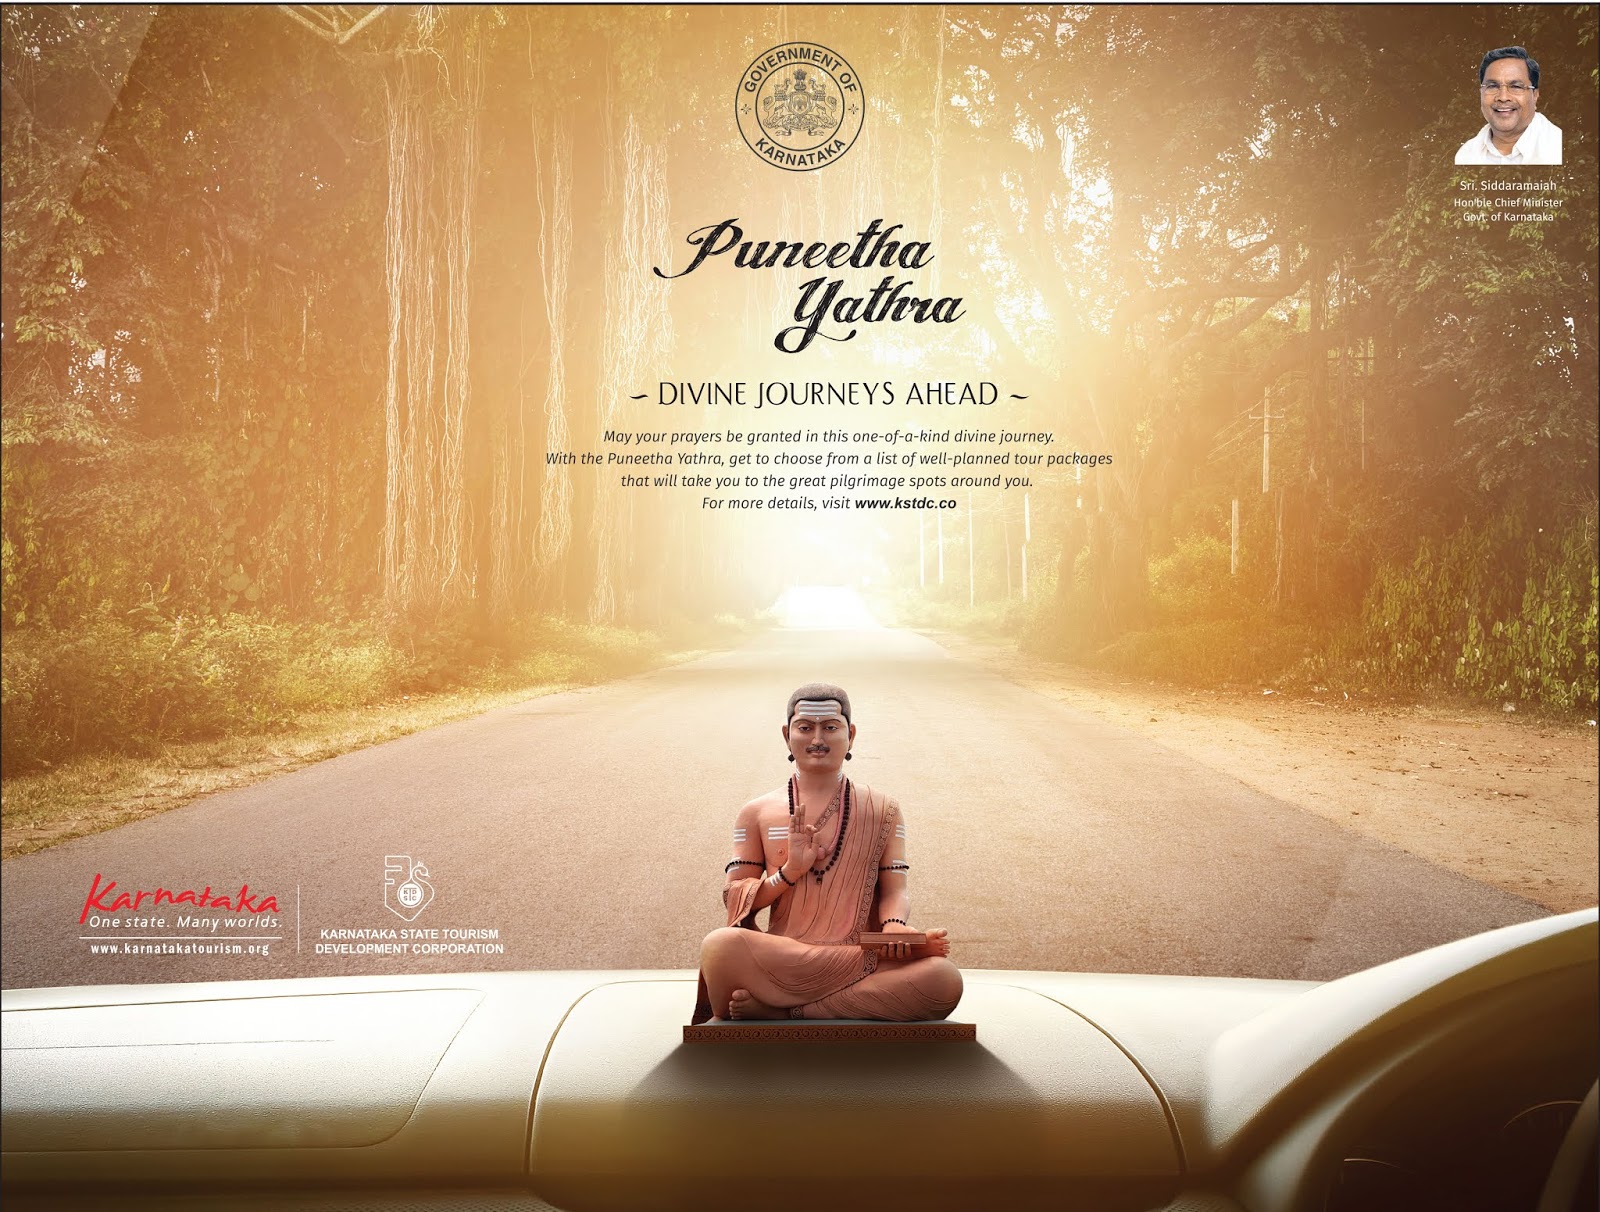 GOVERNMENT OF
KARNATAKA
Sri. Siddaramaiah
Hon'ble Chief Minister
Govt. of Karnataka
Puneetha
Yathra
~ DIVINE JOURNEYS AHEAD ~
May your prayers be granted in this one-of-a-kind divine journey.
With the Puneetha Yathra, get to choose from a list of well-planned tour packages
that will take you to the great pilgrimage spots around you.
For more details, visit www.kstdc.co
Karnataka
One state. Many worlds.
www.karnatakatourism.org
KTD
SC
KARNATAKA STATE TOURISM
DEVELOPMENT CORPORATION